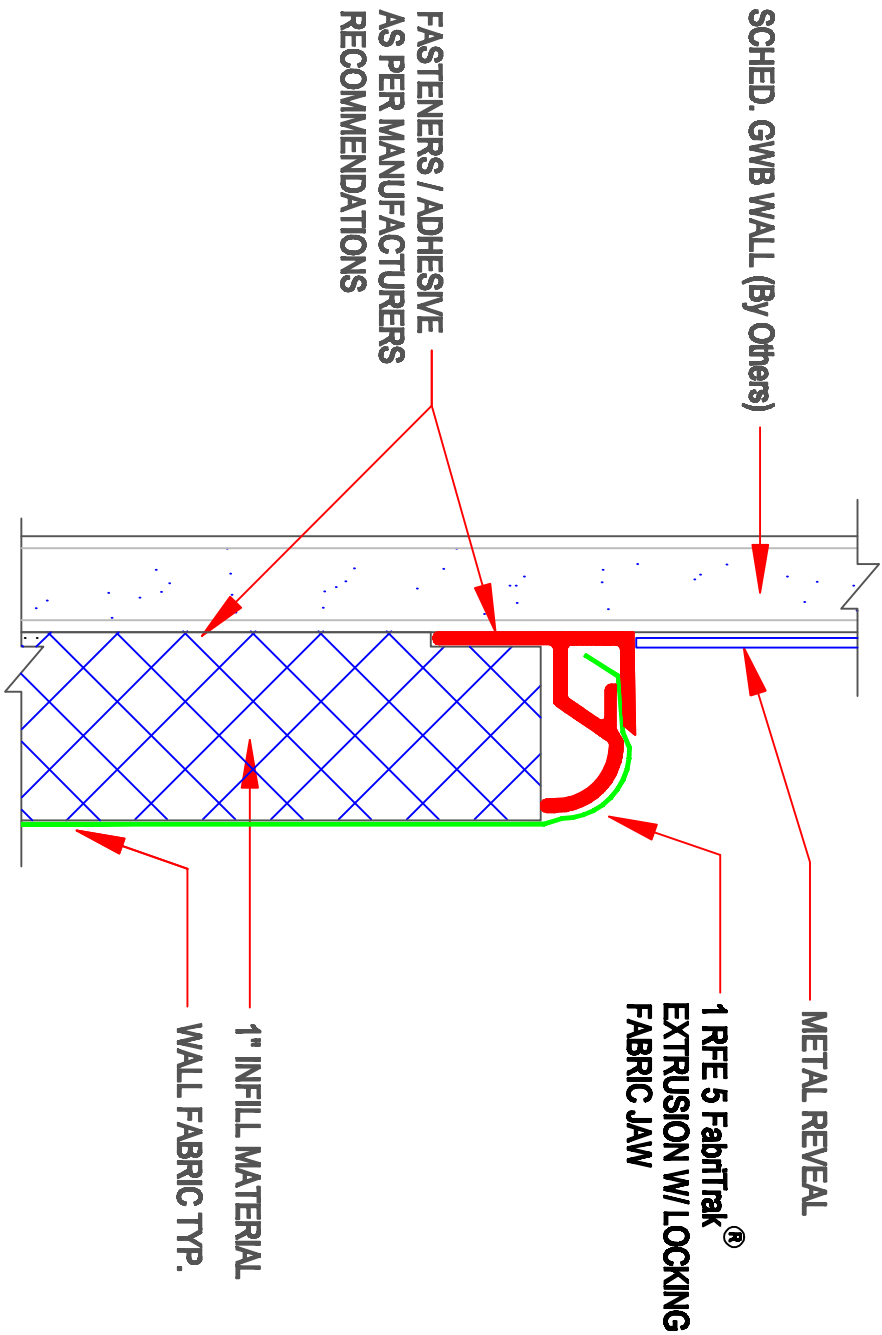 SCHED. GWB WALL (By Others)
FASTENERS / ADHESIVE
AS PER MANUFACTURERS
RECOMMENDATIONS
METAL REVEAL
1 RFE 5 FabriTrak®
EXTRUSION W/ LOCKING
FABRIC JAW
1" INFILL MATERIAL
WALL FABRIC TYP.